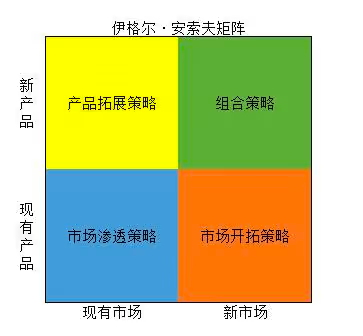 伊格尔·安索夫矩阵
新产品
产品拓展策略
组合策略
现有产品
市场渗透策略
市场开拓策略
现有市场
新市场